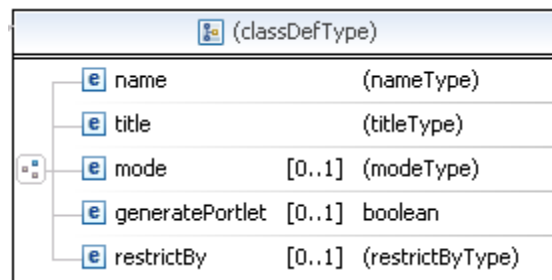 (classDefType)
e name (nameType)
e title (titleType)
e mode [0..1] (modeType)
e generatePortlet [0..1] boolean
e restrictBy [0..1] (restrictByType)